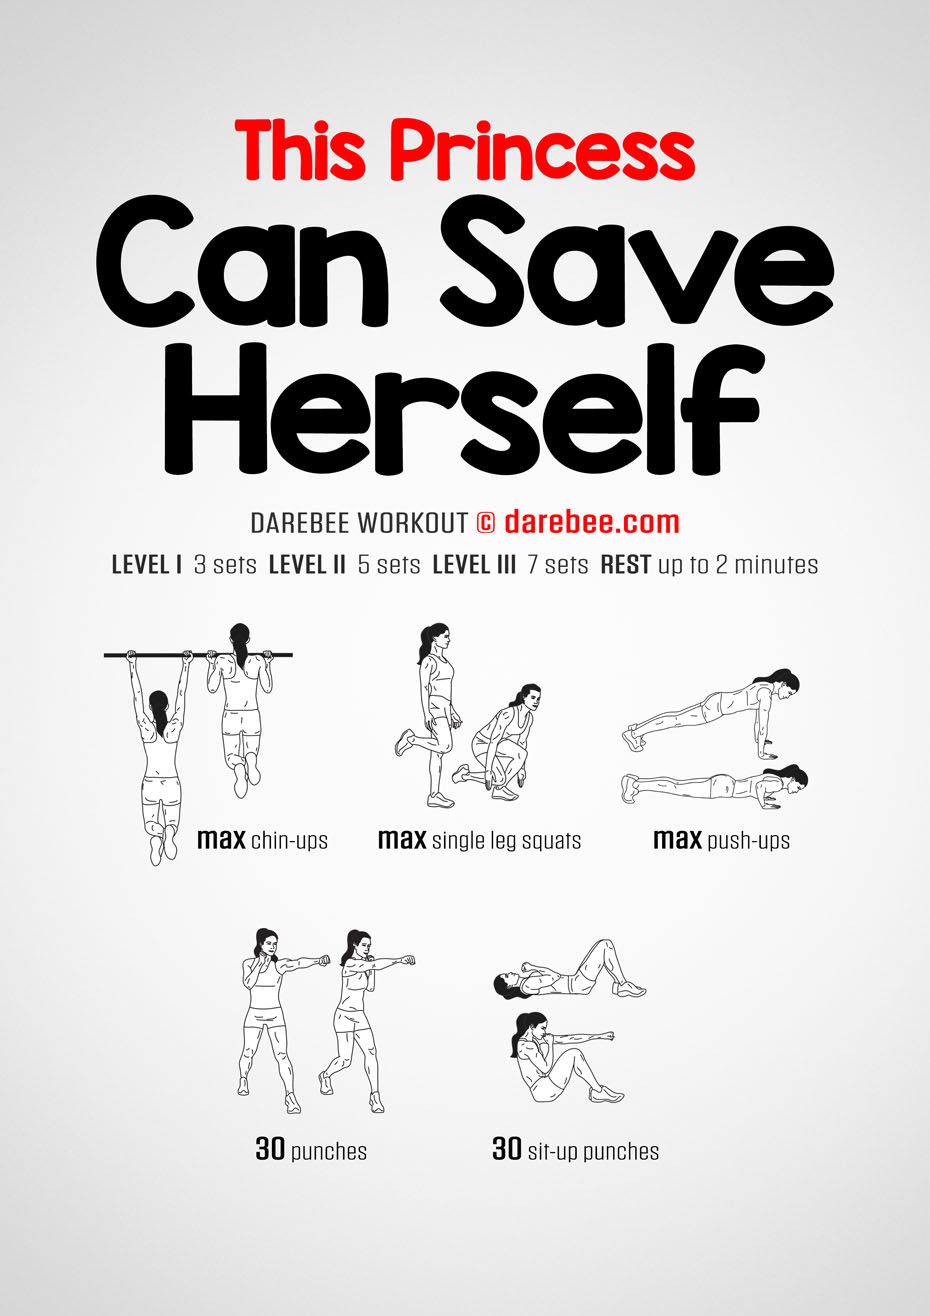 This Princess
Can Save
Herself
DAREBEE WORKOUT © darebee.com
LEVEL I 3 sets LEVEL II 5 sets LEVEL III 7 sets REST up to 2 minutes
max chin-ups
max single leg squats
max push-ups
30 punches
30 sit-up punches